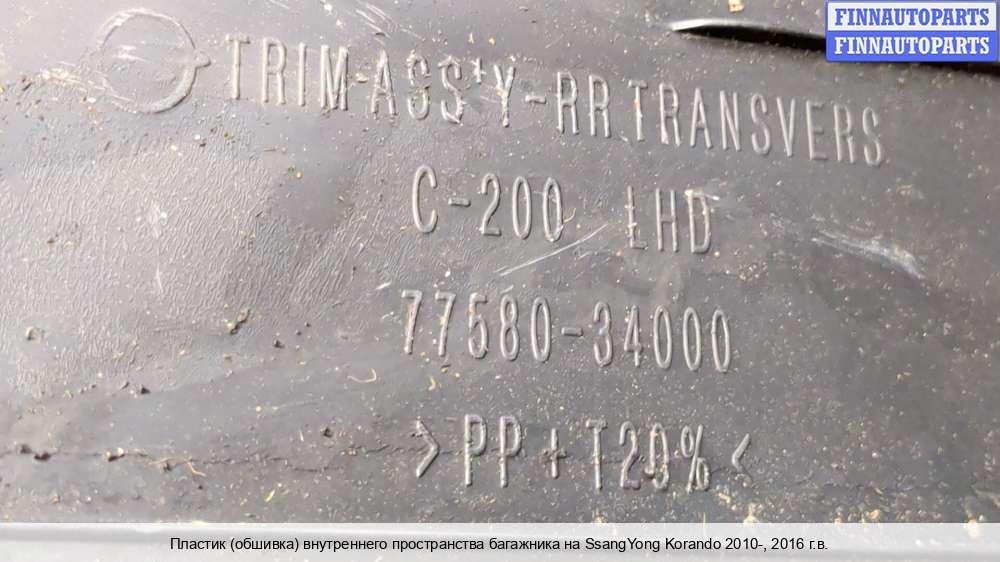 FINNAUTOPARTS
FINNAUTOPARTS
TRIM-ASS'Y-RR TRANSVERS
C-200 LHD
77580-34000
>PP+T20%<
Пластик (обшивка) внутреннего пространства багажника на SsangYong Korando 2010-, 2016 г.в.